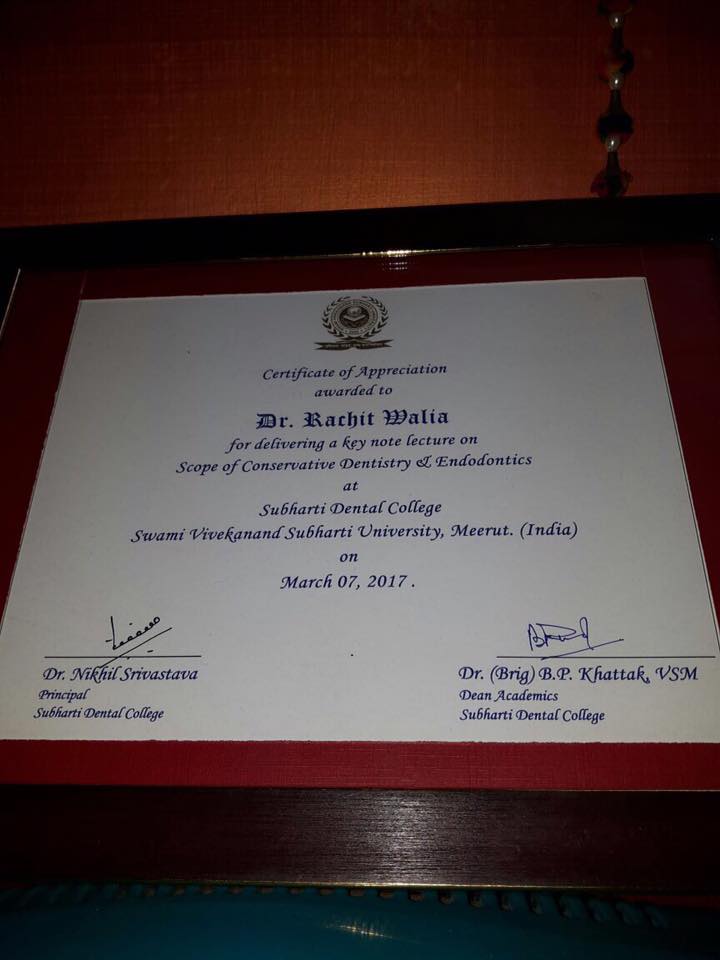 Certificate of Appreciation
awarded to
Dr. Rachit Walia
for delivering a key note lecture on
Scope of Conservative Dentistry & Endodontics
at
Subharti Dental College
Swami Vivekanand Subharti University, Meerut. (India)
on
March 07, 2017 .
Dr. Nikhil Srivastava
Principal
Subharti Dental College
Dr. (Brig) B.P. Khattak, VSM
Dean Academics
Subharti Dental College